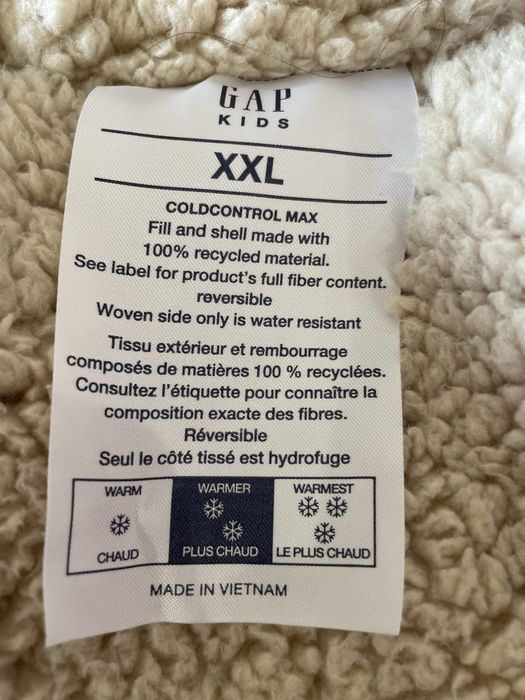 GAP
KIDS
XXL
COLDCONTROL MAX
Fill and shell made with
100% recycled material.
See label for product's full fiber content.
reversible
Woven side only is water resistant
Tissu extérieur et rembourrage
composés de matières 100 % recyclées.
Consultez l'étiquette pour connaître la
composition exacte des fibres.
Réversible
Seul le côté tissé est hydrofuge
WARM WARMER WARMEST
CHAUD PLUS CHAUD LE PLUS CHAUD
MADE IN VIETNAM